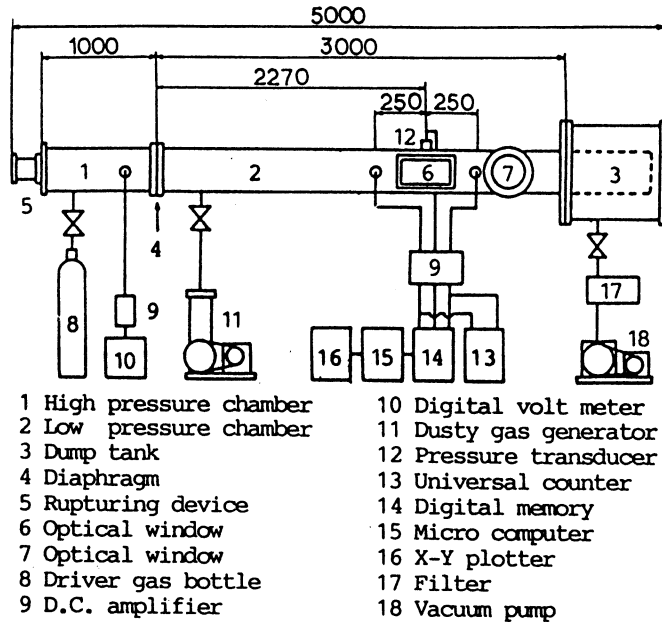 5000
1000
3000
2270
250
250
12
1
2
6
7
3
5
4
9
8
9
10
11
16
15
14
13
17
18
1 High pressure chamber
2 Low pressure chamber
3 Dump tank
4 Diaphragm
5 Rupturing device
6 Optical window
7 Optical window
8 Driver gas bottle
9 D.C. amplifier
10 Digital volt meter
11 Dusty gas generator
12 Pressure transducer
13 Universal counter
14 Digital memory
15 Micro computer
16 X-Y plotter
17 Filter
18 Vacuum pump